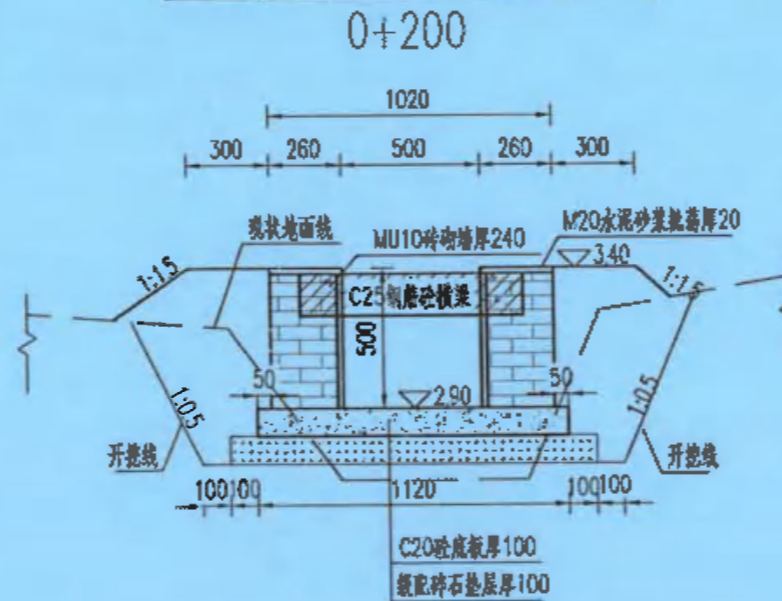 0+200
1020
300 260 500 260 300
现状地面线
MU10砖砌墙厚240
M20水泥砂浆批荡厚20
3.40
1:1.5
1:1.5
C25钢筋砼横梁
500
50
50
2.90
1:0.5
1:0.5
开挖线
开挖线
100 100 1120 100 100
C20砼底板厚100
级配碎石垫层厚100